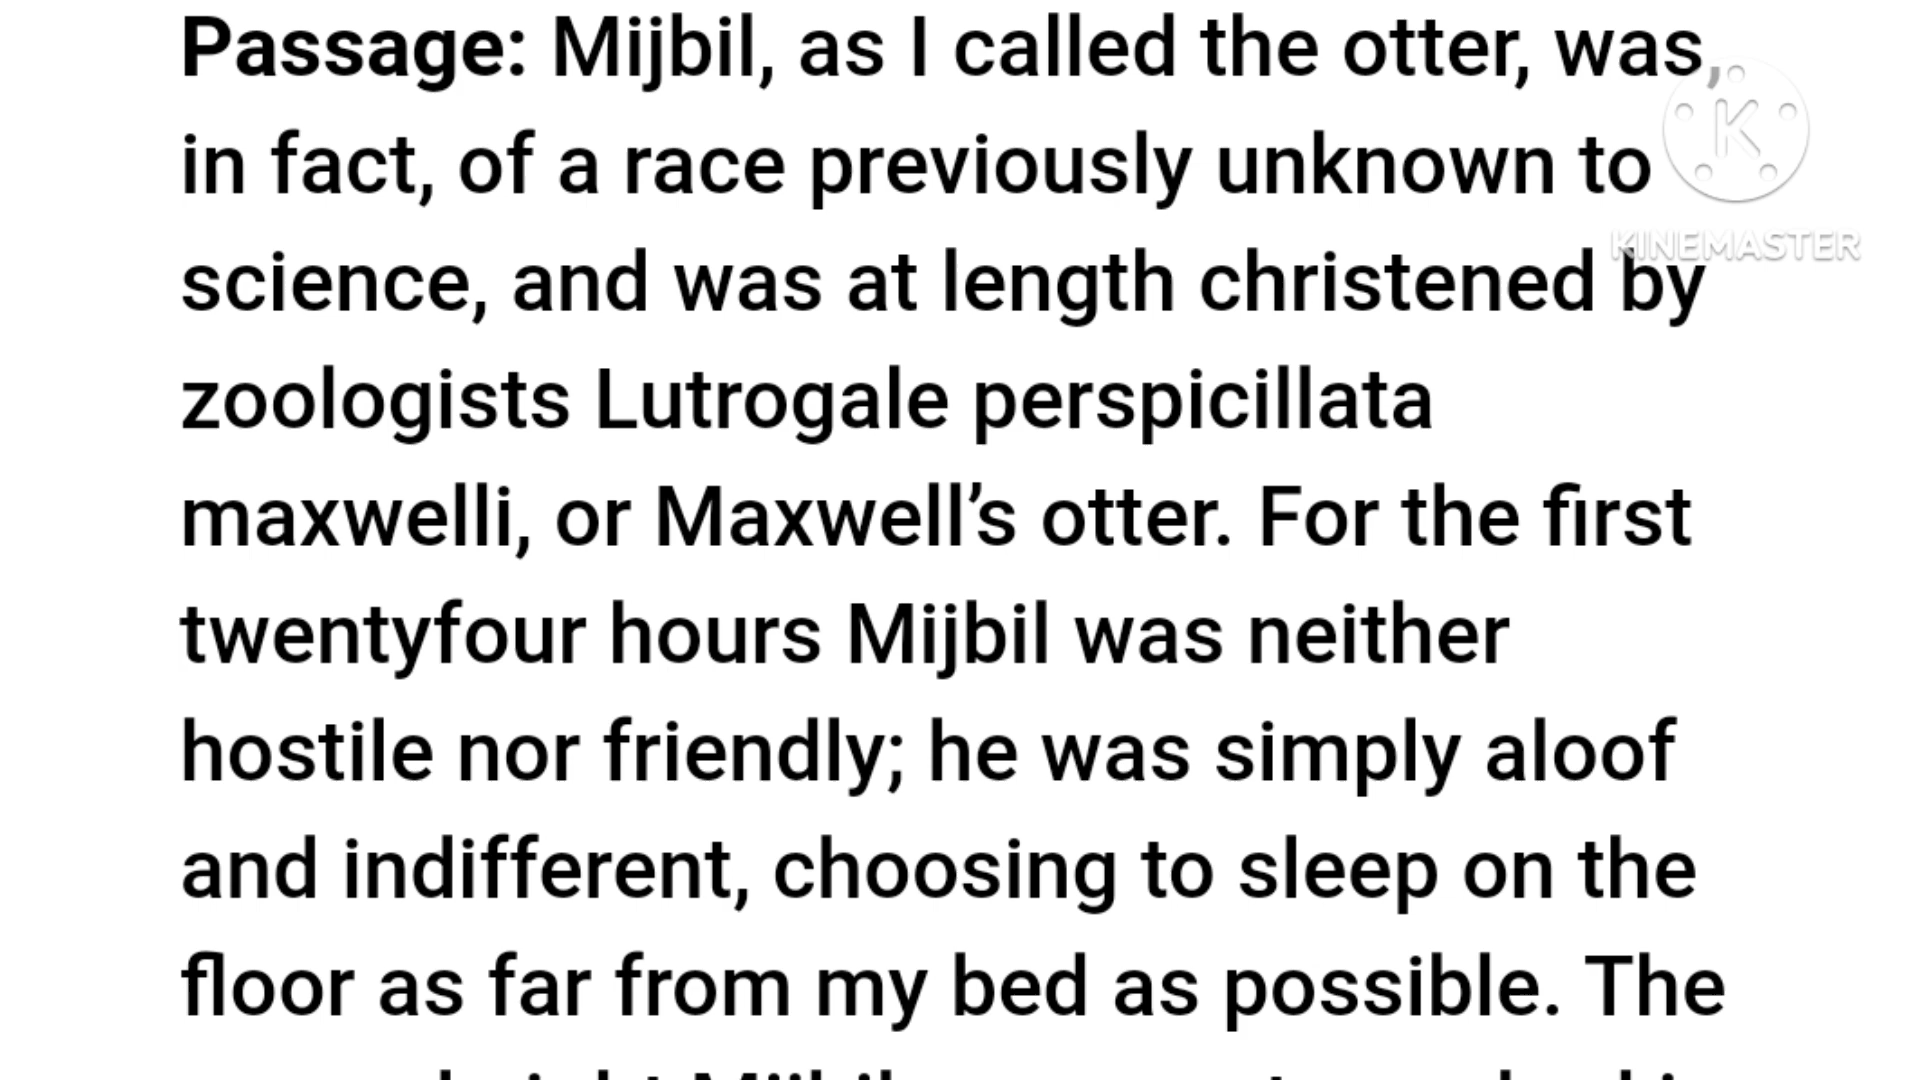 Passage: Mijbil, as I called the otter, was,
in fact, of a race previously unknown to
KINEMASTER
science, and was at length christened by
zoologists Lutrogale perspicillata
maxwelli, or Maxwell’s otter. For the first
twentyfour hours Mijbil was neither
hostile nor friendly; he was simply aloof
and indifferent, choosing to sleep on the
floor as far from my bed as possible. The